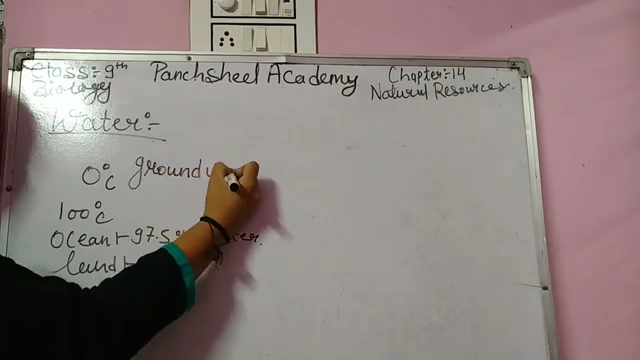 Class:- 9th Panchsheel Academy Chapter:-14
Biology Natural Resources.
Water:-
0°C ground
100°C
Ocean 97.5